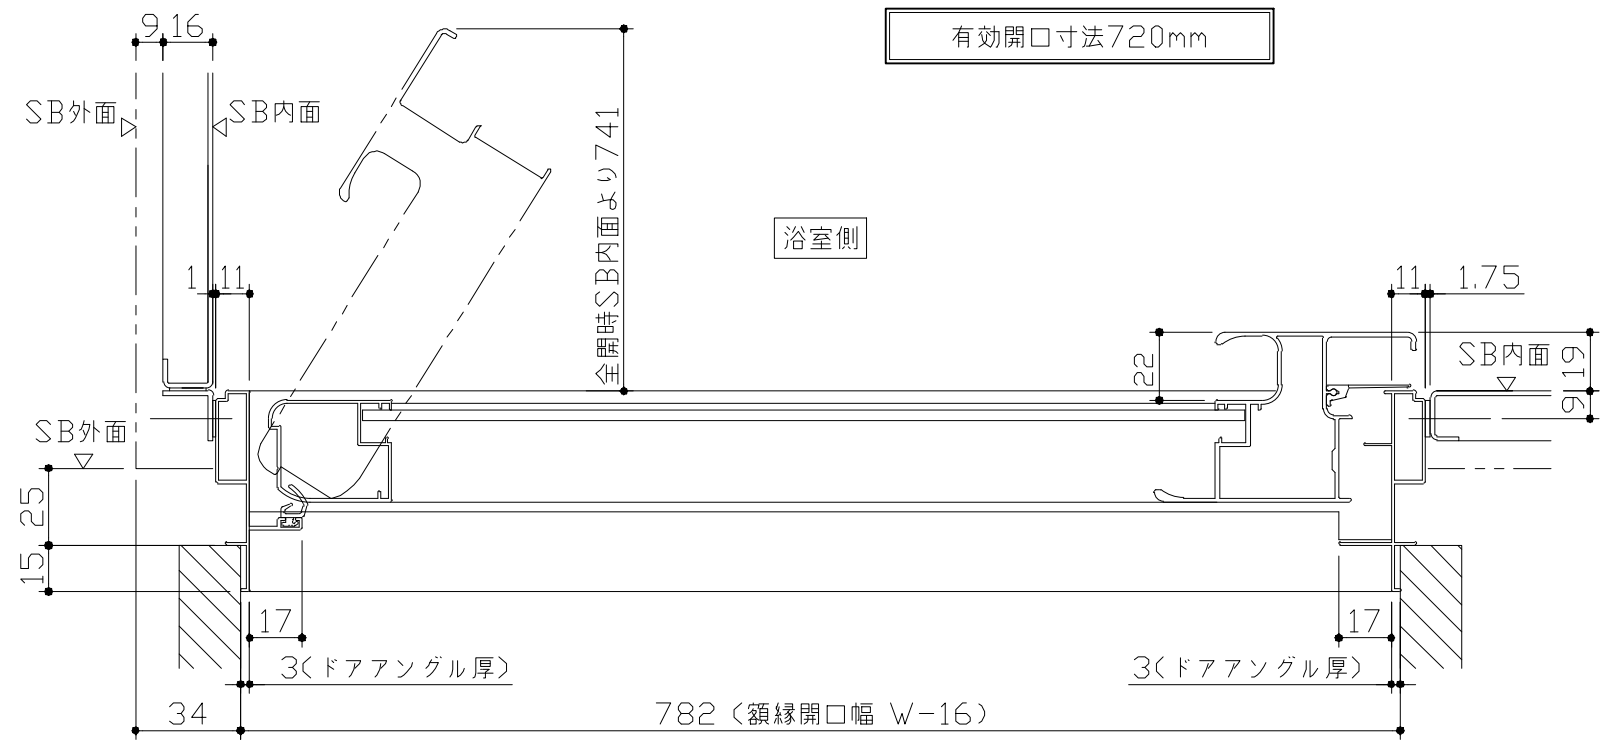 9 16
有効開口寸法720mm
SB外面
SB内面
全開時SB内面より741
浴室側
1 11
11 1.75
22
SB内面
19
9
SB外面
25
15
17
17
3(ドアアングル厚)
3(ドアアングル厚)
34
782(額縁開口幅 W-16)